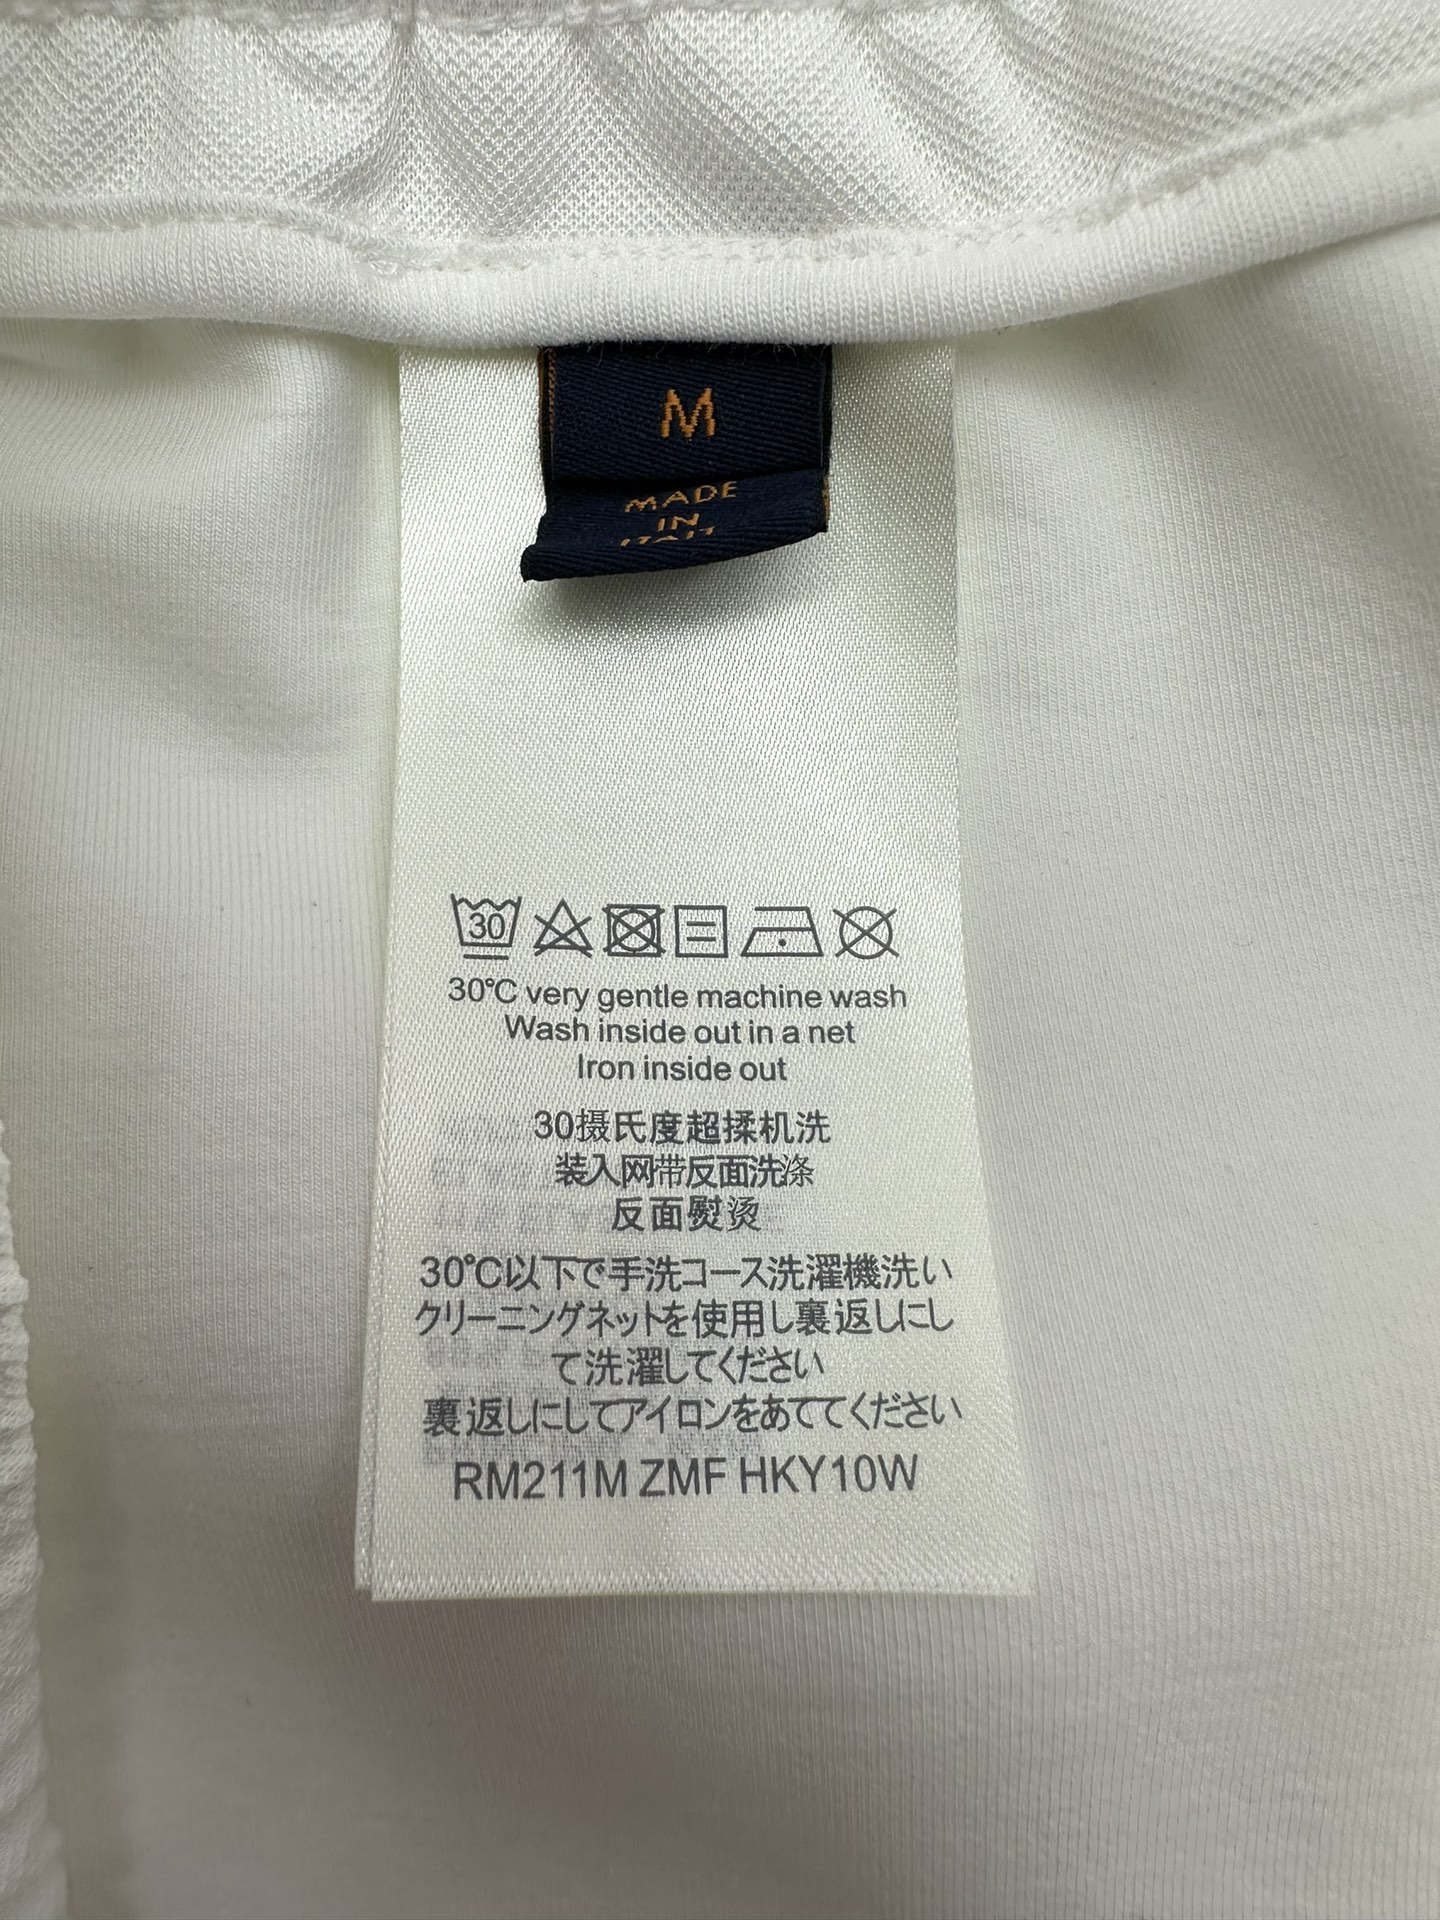 M
MADE
IN
ITALY
30
30℃ very gentle machine wash
Wash inside out in a net
Iron inside out
30摄氏度超揉机洗
装入网带反面洗涤
反面熨烫
30℃以下で手洗コース洗濯機洗い
クリーニングネットを使用し裏返しにし
て洗濯してください
裏返しにしてアイロンをあててください
RM211M ZMF HKY10W